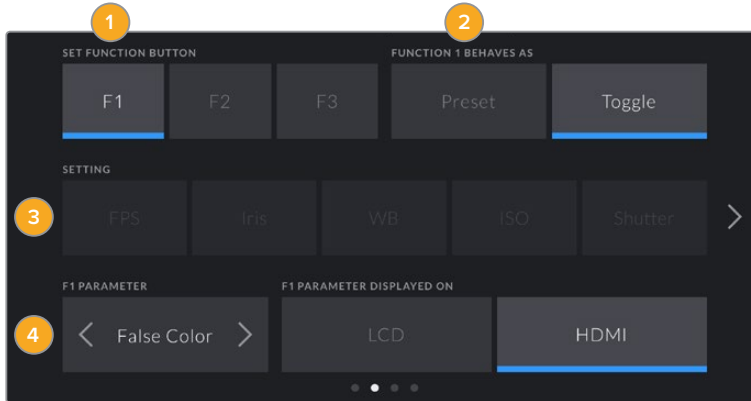 1 2
SET FUNCTION BUTTON FUNCTION 1 BEHAVES AS
F1 F2 F3 Preset Toggle
SETTING
3 FPS Iris WB ISO Shutter
F1 PARAMETER F1 PARAMETER DISPLAYED ON
4 False Color LCD HDMI